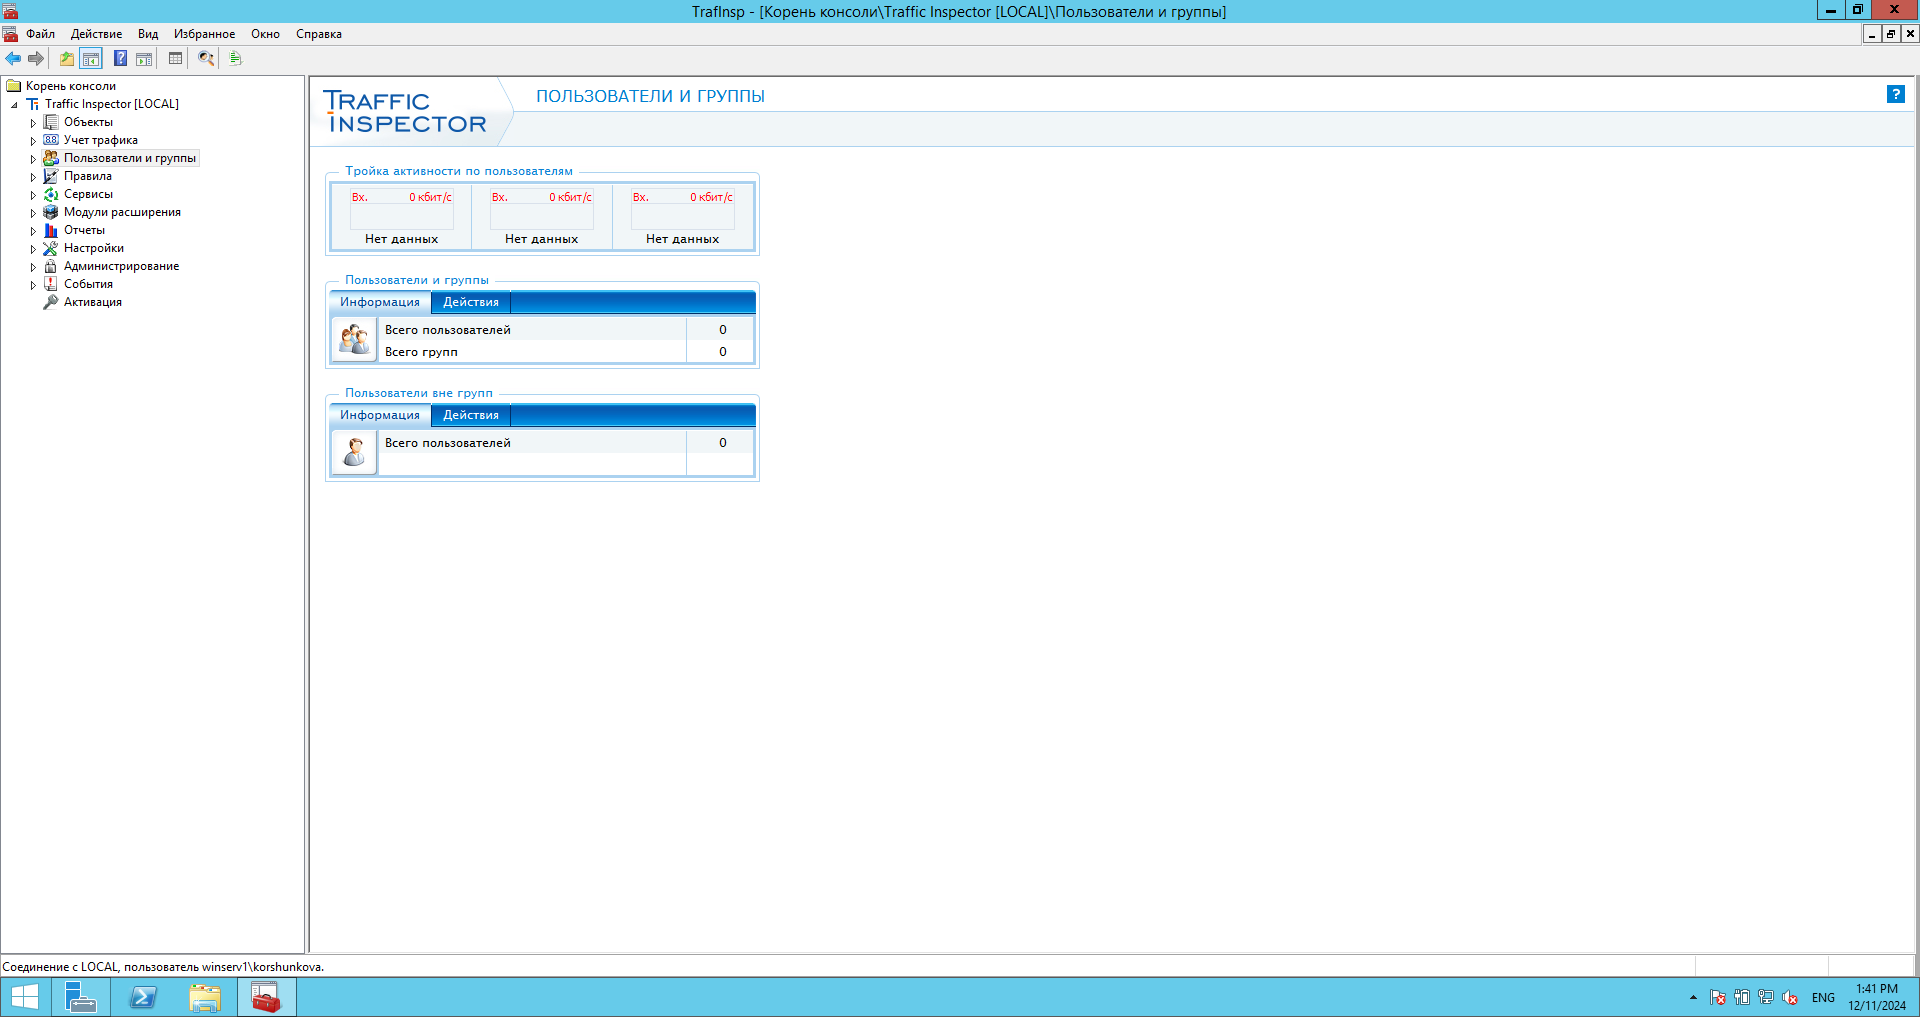 TrafInsp - [Корень консоли\Traffic Inspector [LOCAL]\Пользователи и группы]
Файл Действие Вид Избранное Окно Справка
Корень консоли
Traffic Inspector [LOCAL]
Объекты
Учет трафика
Пользователи и группы
Правила
Сервисы
Модули расширения
Отчеты
Настройки
Администрирование
События
Активация
TRAFFIC
INSPECTOR
ПОЛЬЗОВАТЕЛИ И ГРУППЫ
?
Тройка активности по пользователям
Вх. 0 кбит/с Вх. 0 кбит/с Вх. 0 кбит/с
Нет данных Нет данных Нет данных
Пользователи и группы
Информация Действия
Всего пользователей 0
Всего групп 0
Пользователи вне групп
Информация Действия
Всего пользователей 0
Соединение с LOCAL, пользователь winserv1\korshunkova.
ENG
1:41 PM
12/11/2024